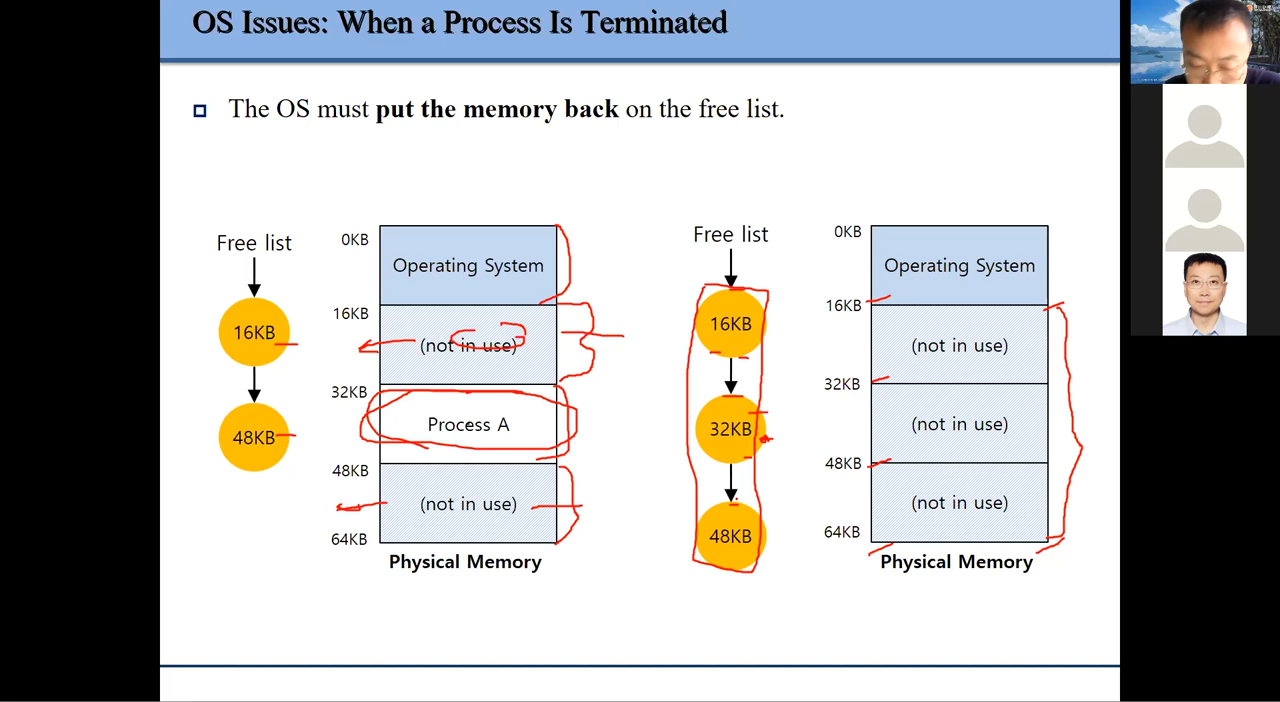 OS Issues: When a Process Is Terminated
The OS must put the memory back on the free list.
Free list
16KB
48KB
0KB
16KB
32KB
48KB
64KB
Operating System
(not in use)
Process A
(not in use)
Physical Memory
Free list
16KB
32KB
48KB
0KB
16KB
32KB
48KB
64KB
Operating System
(not in use)
(not in use)
(not in use)
Physical Memory